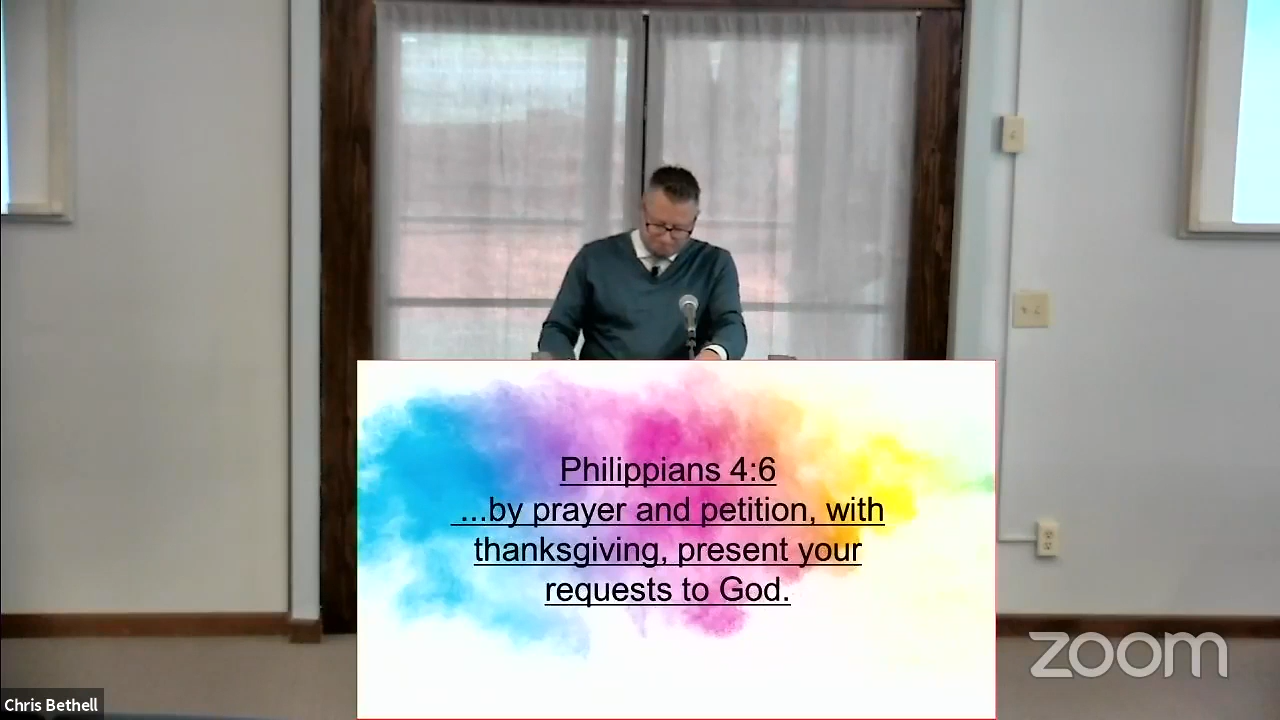 Philippians 4:6
...by prayer and petition, with
thanksgiving, present your
requests to God.
zoom
Chris Bethell